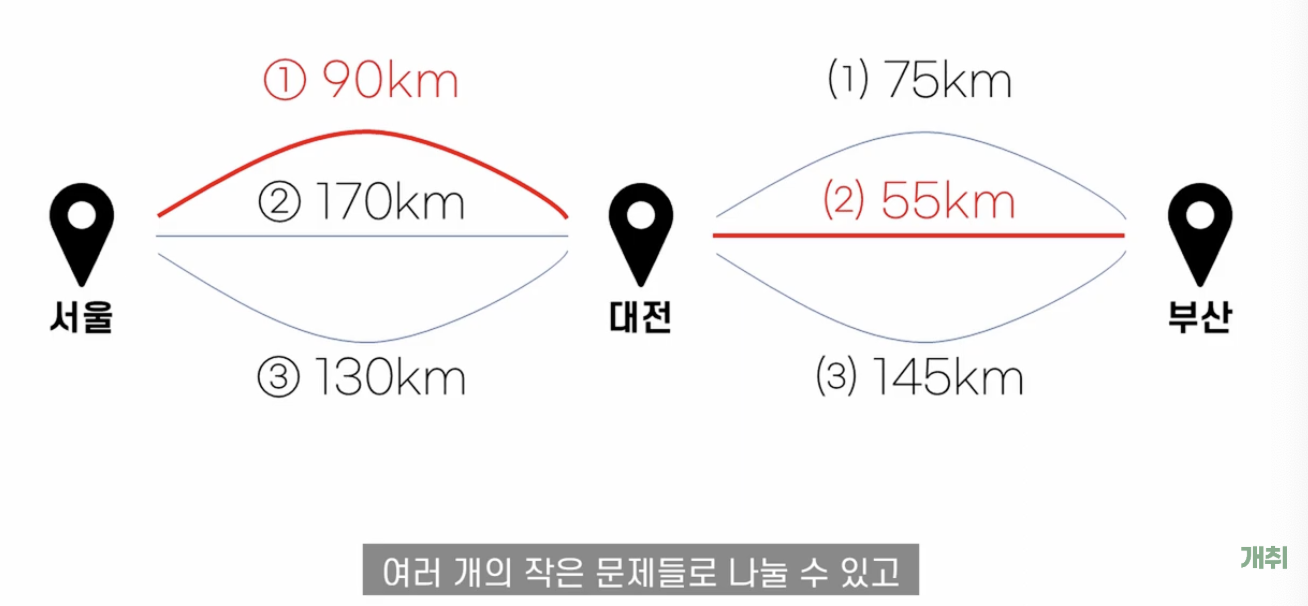 ① 90km
(1) 75km
② 170km
(2) 55km
서울
대전
부산
③ 130km
(3) 145km
여러 개의 작은 문제들로 나눌 수 있고
개취